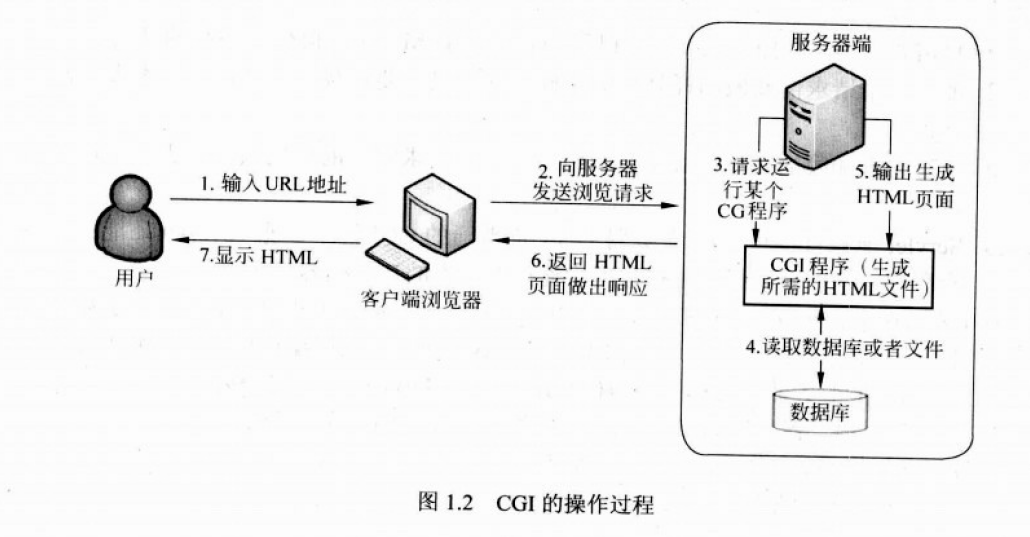 服务器端
1. 输入 URL 地址
2. 向服务器
发送浏览请求
3.请求运
行某个
CG 程序
5. 输出 生成
HTML 页面
7.显示 HTML
用户
客户端浏览器
6.返回 HTML
页面做出响应
CGI 程序（生成
所需的HTML文件）
4.读取数据库或者文件
数据库
图 1.2 CGI 的操作过程